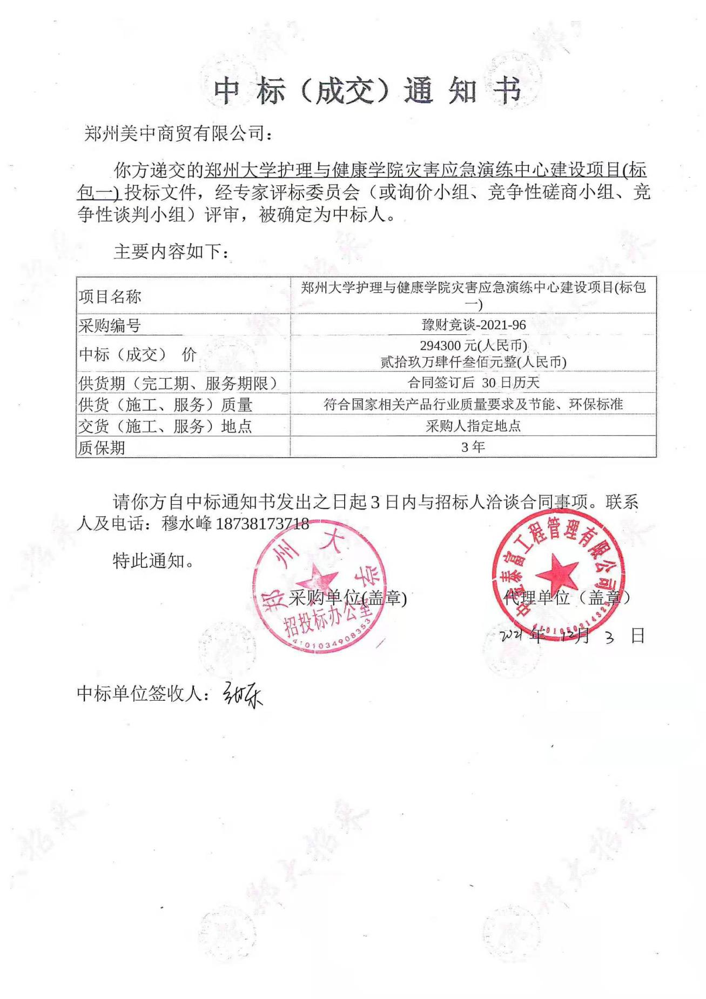 中 标（成交）通 知 书
郑州美中商贸有限公司：
你方递交的郑州大学护理与健康学院灾害应急演练中心建设项目(标
包一)投标文件，经专家评标委员会（或询价小组、竞争性磋商小组、竞
争性谈判小组）评审，被确定为中标人。
主要内容如下：
项目名称
郑州大学护理与健康学院灾害应急演练中心建设项目(标包
一)
采购编号
豫财竞谈-2021-96
中标（成交） 价
294300 元(人民币)
贰拾玖万肆仟叁佰元整(人民币)
供货期（完工期、服务期限）
合同签订后 30 日历天
供货（施工、服务）质量
符合国家相关产品行业质量要求及节能、环保标准
交货（施工、服务）地点
采购人指定地点
质保期
3 年
请你方自中标通知书发出之日起 3 日内与招标人洽谈合同事项。联系
人及电话：穆水峰 18738173718
特此通知。
郑州大学
招投标办公室
4101034908353
中金泰富工程管理有限公司
4101050214325
采购单位(盖章)
代理单位（盖章）
2021 年 12月 3 日
中标单位签收人：